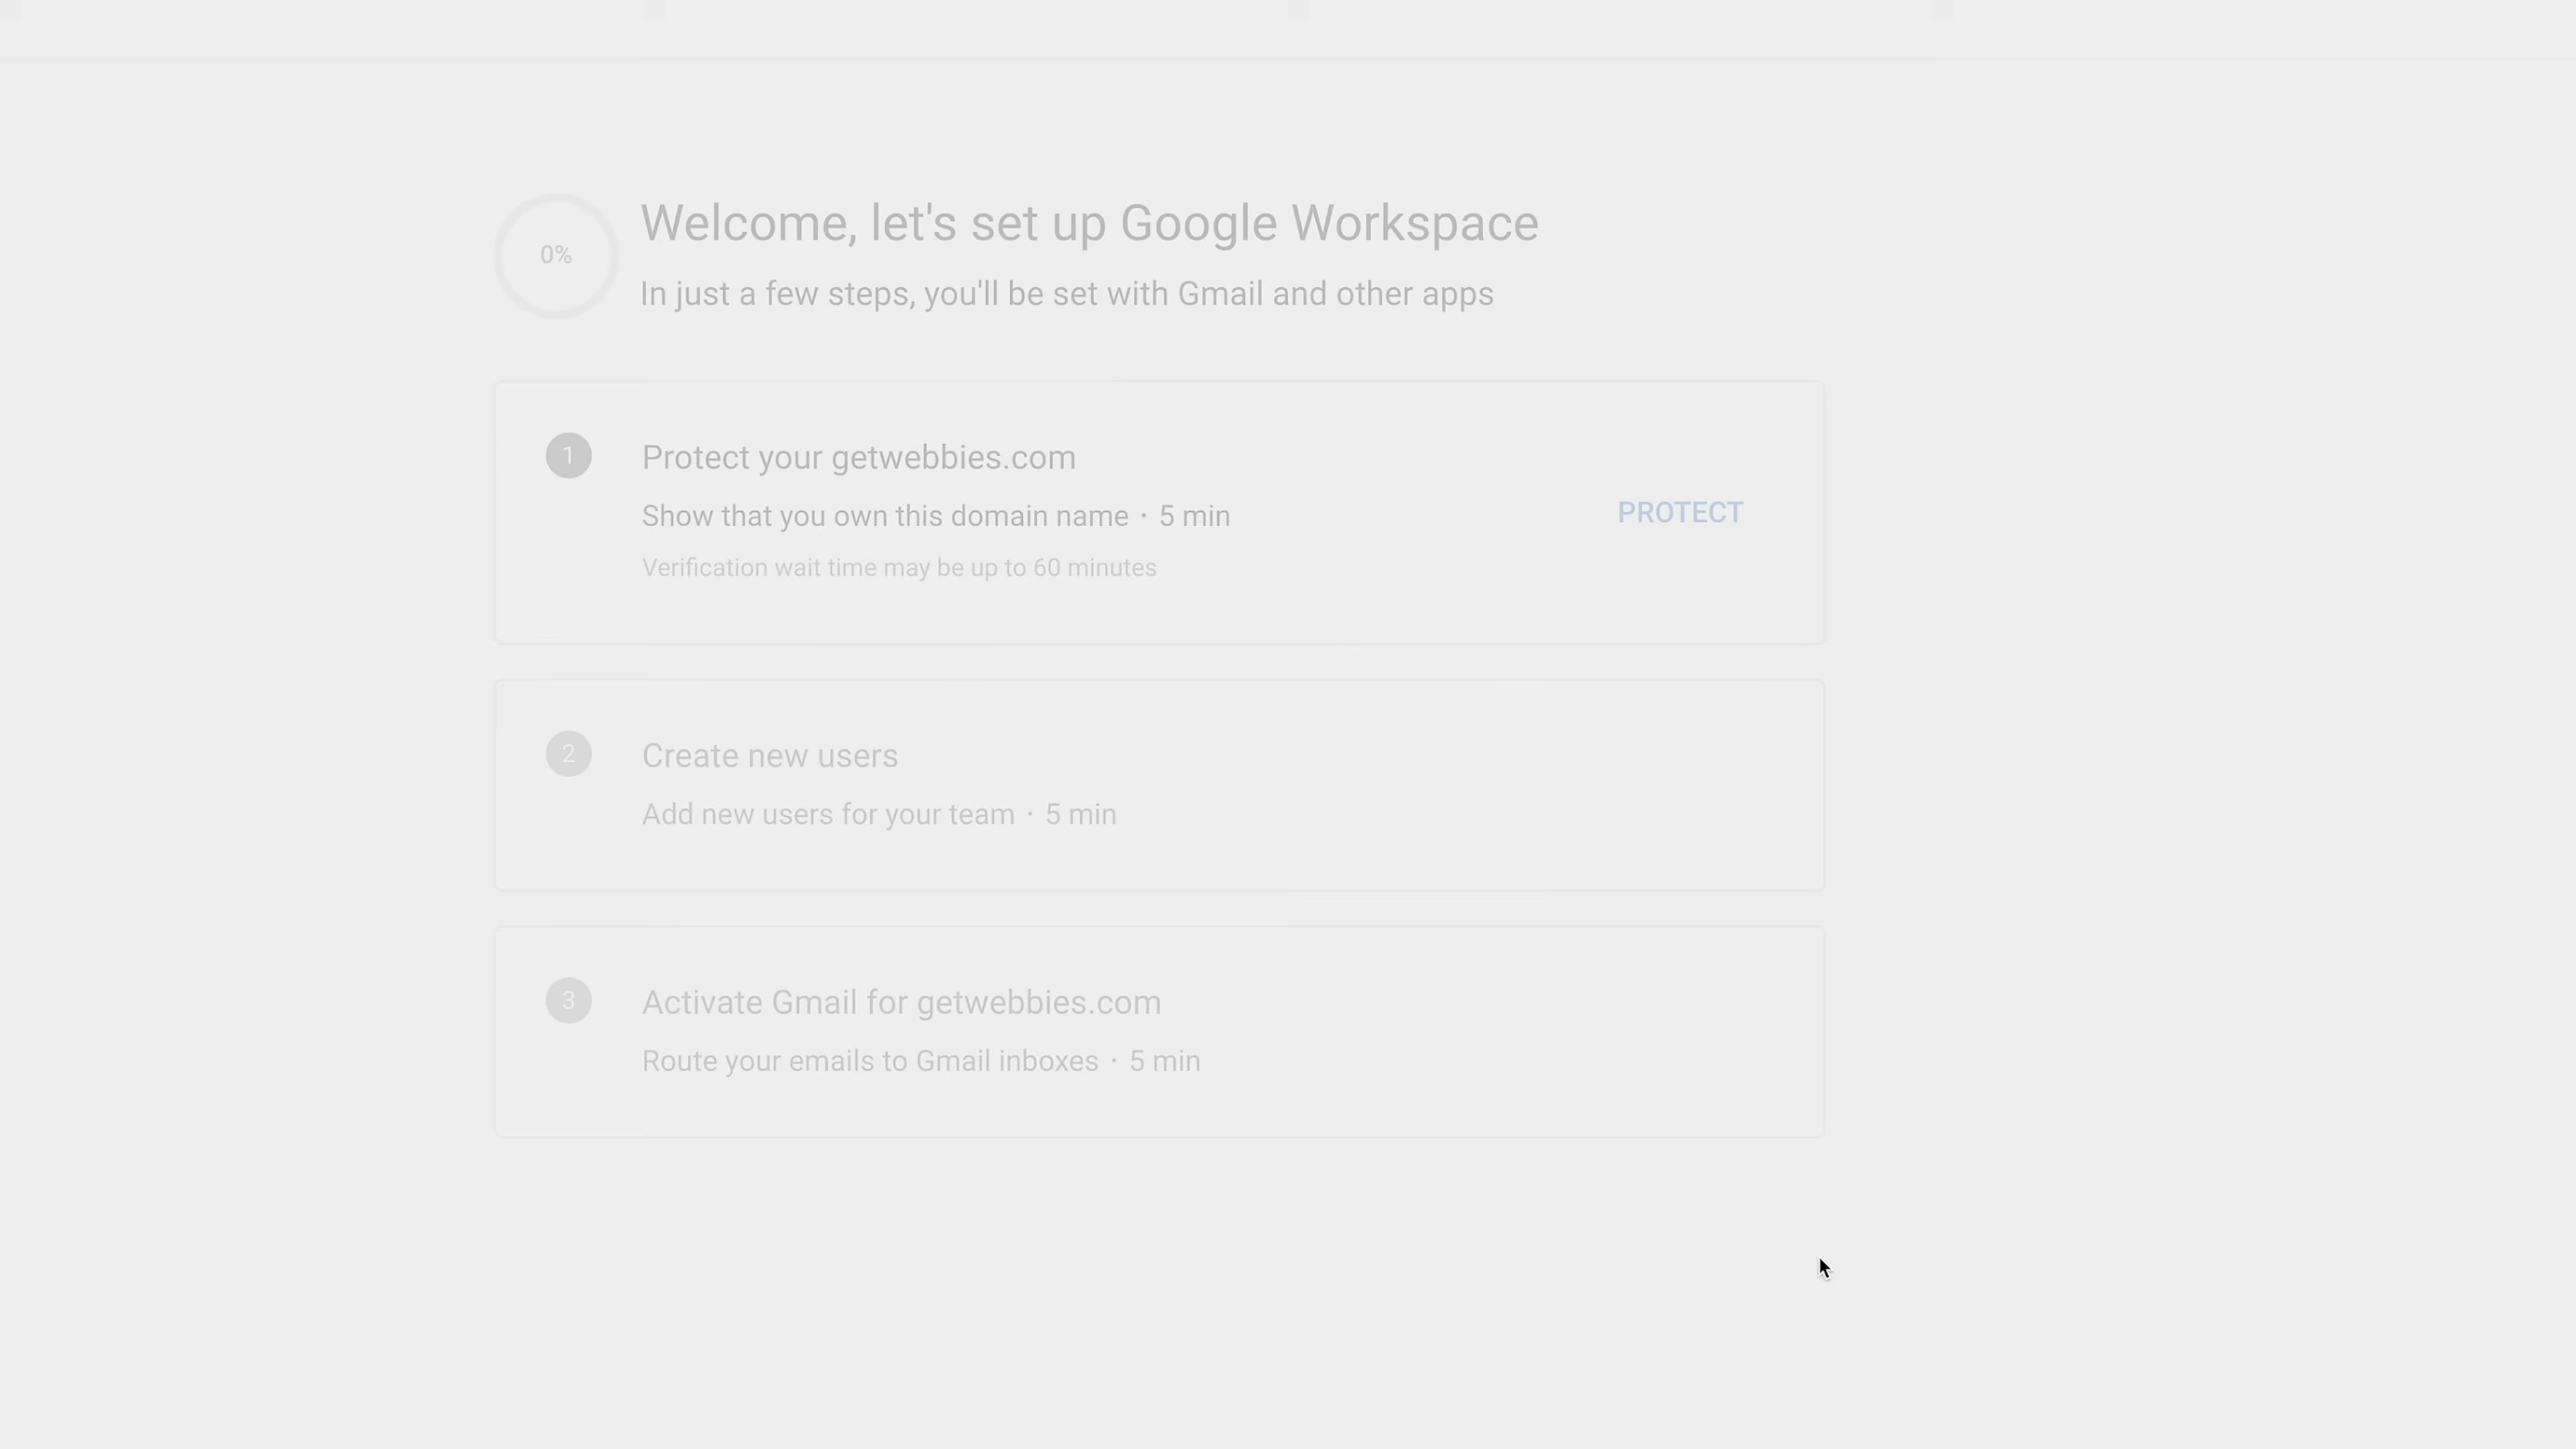 0%
Welcome, let's set up Google Workspace
In just a few steps, you'll be set with Gmail and other apps
1
Protect your getwebbies.com
Show that you own this domain name · 5 min
Verification wait time may be up to 60 minutes
PROTECT
2
Create new users
Add new users for your team · 5 min
3
Activate Gmail for getwebbies.com
Route your emails to Gmail inboxes · 5 min